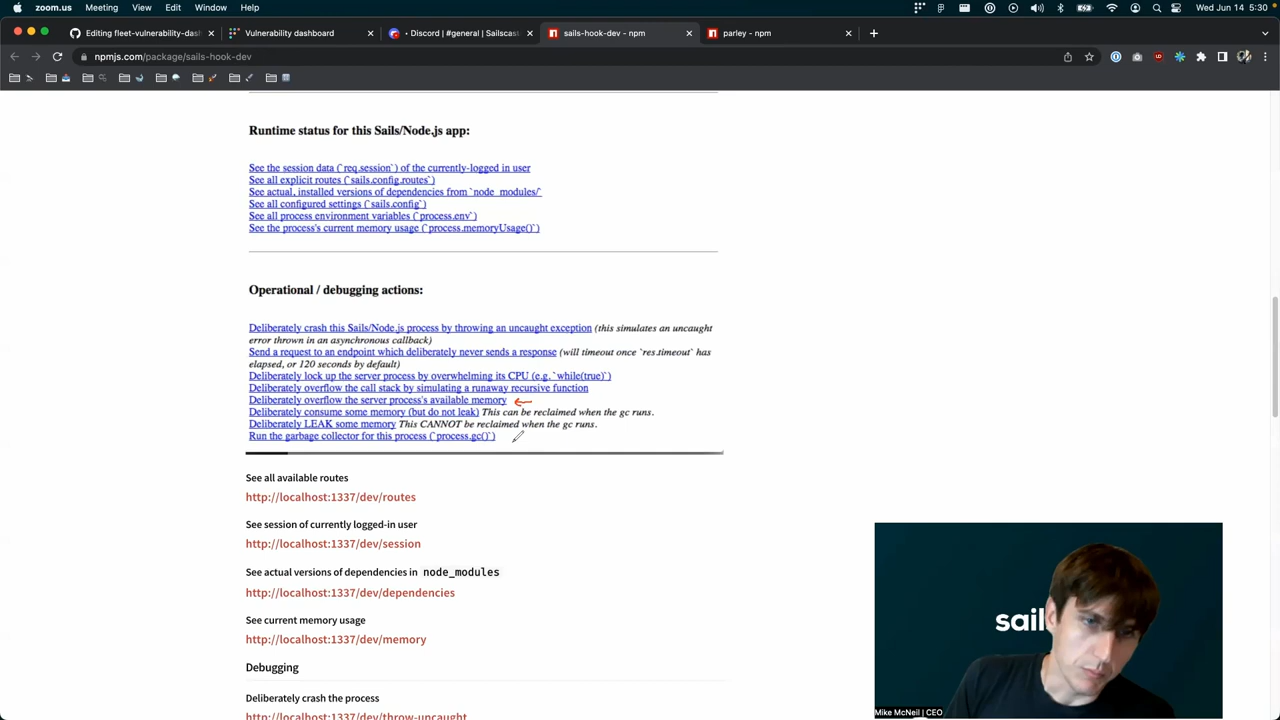 zoom.us Edit View Window Help Wed Jun 14 5:30
Editing fleet-vulnerability-das Vulnerability dashboard Discord | #general | Sailscast sails-hook-dev - npm parley - npm
npmjs.com/package/sails-hook-dev
Runtime status for this Sails/Node.js app:
See the session data (`req.session`) of the currently-logged in user
See all explicit routes (`sails.config.routes`)
See actual, installed versions of dependencies from `node_modules/`
See all configured settings (`sails.config`)
See all process environment variables (`process.env`)
See the process's current memory usage (`process.memoryUsage()`)
Operational / debugging actions:
Deliberately crash this Sails/Node.js process by throwing an uncaught exception (this simulates an uncaught
error thrown in an asynchronous callback)
Send a request to an endpoint which deliberately never sends a response (will timeout once `res.timeout` has
elapsed, or 120 seconds by default)
Deliberately lock up the server process by overwhelming its CPU (e.g. `while(true)`)
Deliberately overflow the call stack by simulating a runaway recursive function
Deliberately overflow the server process's available memory
Deliberately consume some memory (but do not leak) This can be reclaimed when the gc runs.
Deliberately LEAK some memory This CANNOT be reclaimed when the gc runs.
Run the garbage collector for this process (`process.gc()`)
See all available routes
http://localhost:1337/dev/routes
See session of currently logged-in user
http://localhost:1337/dev/session
See actual versions of dependencies in node_modules
http://localhost:1337/dev/dependencies
See current memory usage
http://localhost:1337/dev/memory
Debugging
Deliberately crash the process
http://localhost:1337/dev/throw-uncaught
sail
Mike McNeil | CEO